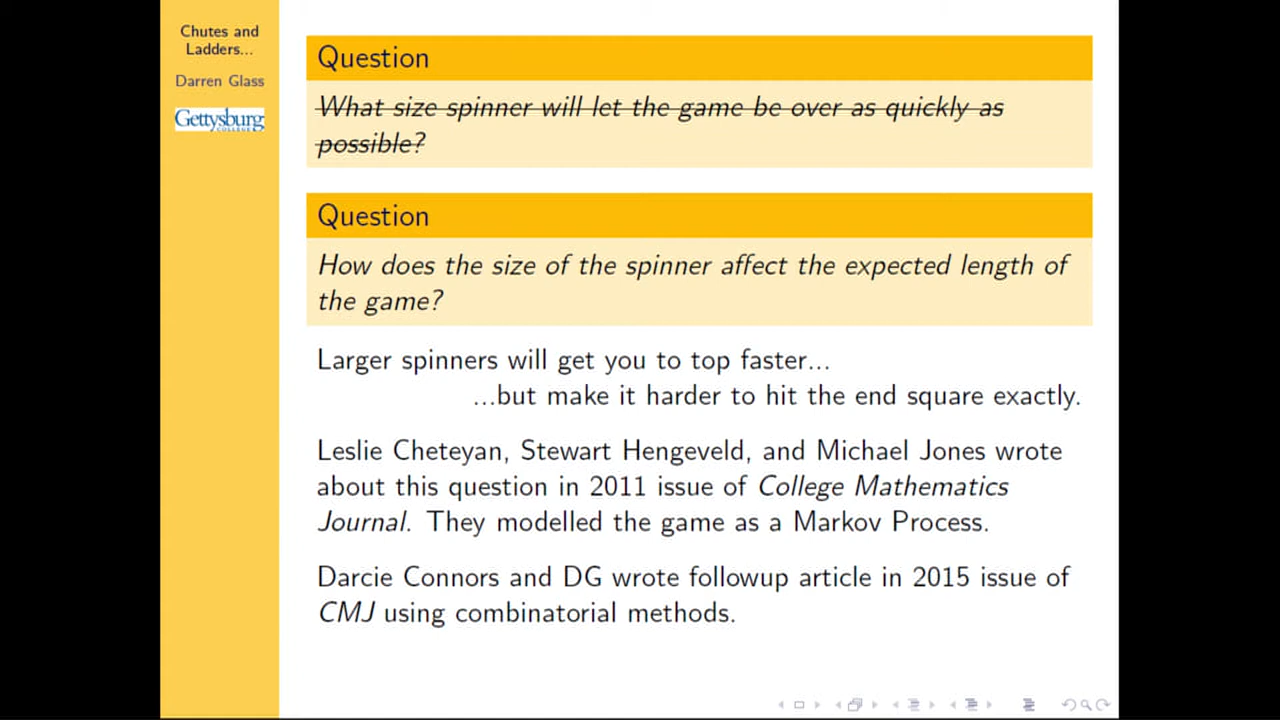 Chutes and
Ladders...
Darren Glass
Gettysburg
COLLEGE
Question
What size spinner will let the game be over as quickly as
possible?
Question
How does the size of the spinner affect the expected length of
the game?
Larger spinners will get you to top faster...
...but make it harder to hit the end square exactly.
Leslie Cheteyan, Stewart Hengeveld, and Michael Jones wrote
about this question in 2011 issue of College Mathematics
Journal. They modelled the game as a Markov Process.
Darcie Connors and DG wrote followup article in 2015 issue of
CMJ using combinatorial methods.